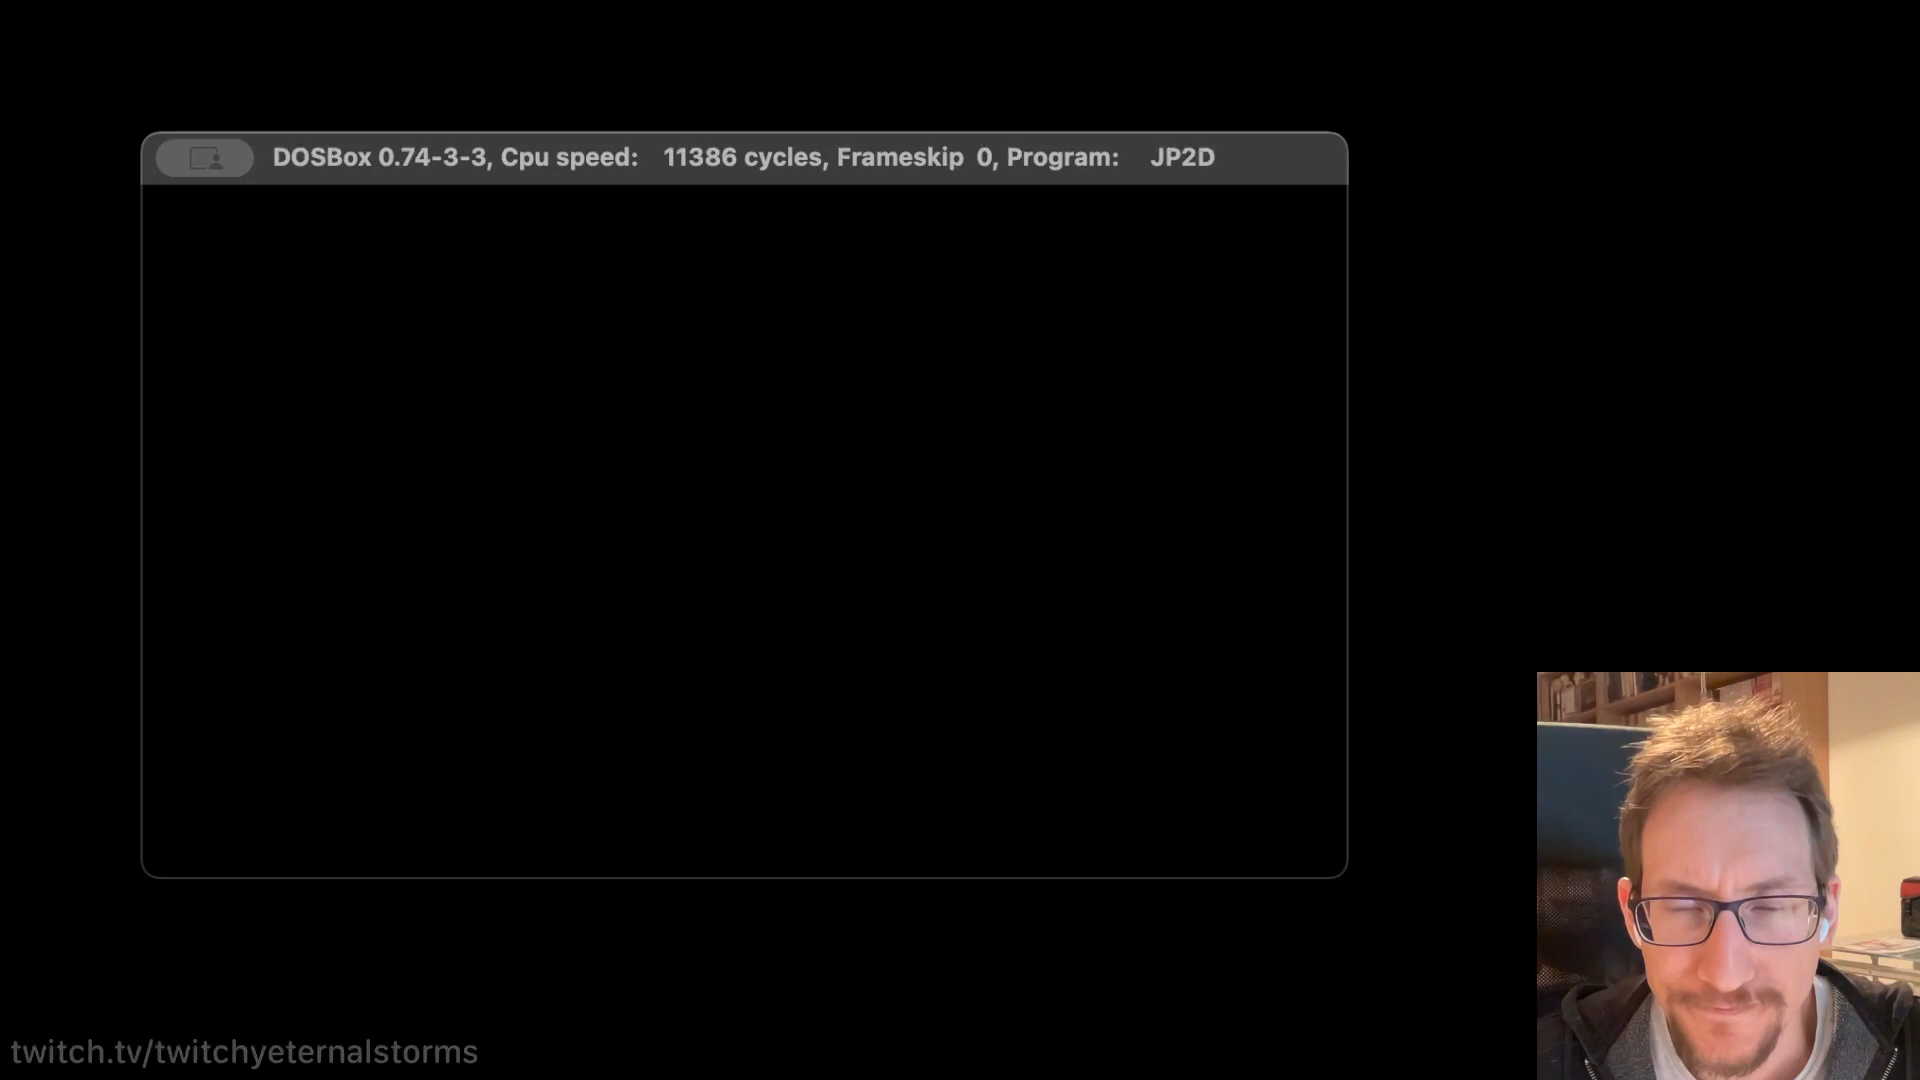 DOSBox 0.74-3-3, Cpu speed: 11386 cycles, Frameskip 0, Program: JP2D
twitch.tv/twitchyeternalstorms